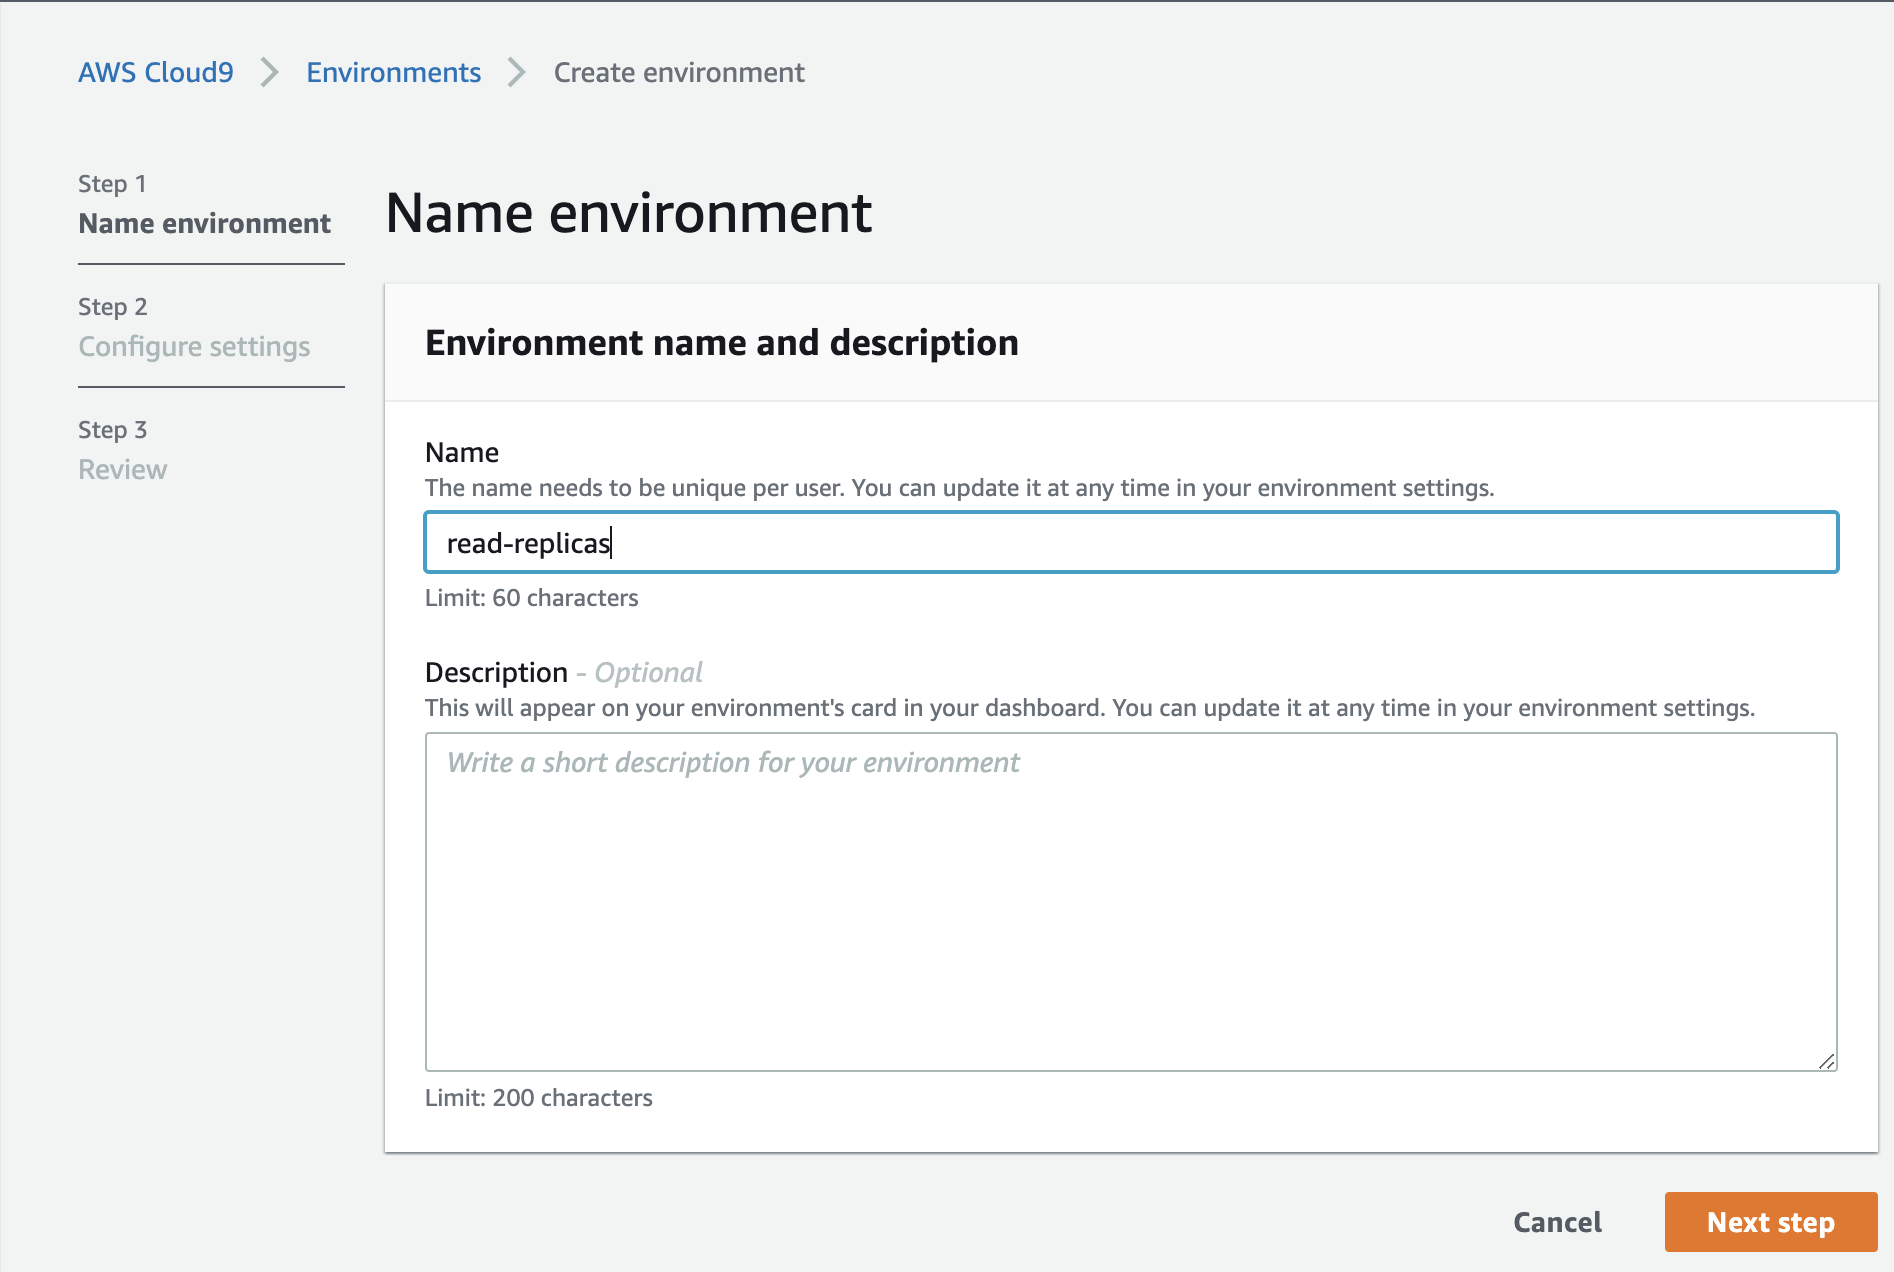 AWS Cloud9 > Environments > Create environment
Step 1
Name environment
Step 2
Configure settings
Step 3
Review
Name environment
Environment name and description
Name
The name needs to be unique per user. You can update it at any time in your environment settings.
read-replicas
Limit: 60 characters
Description - Optional
This will appear on your environment's card in your dashboard. You can update it at any time in your environment settings.
Write a short description for your environment
Limit: 200 characters
Cancel
Next step